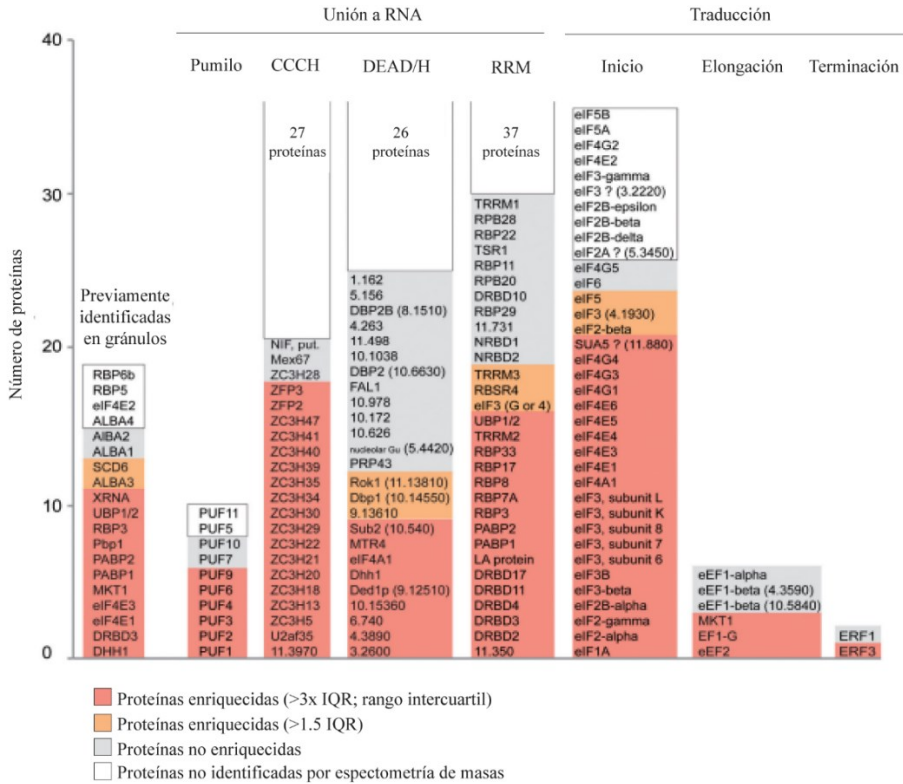 Unión a RNA
Traducción
Pumilo
CCCH
DEAD/H
RRM
Inicio
Elongación
Terminación
Número de proteínas
40
30
20
10
0
Previamente
identificadas
en gránulos
RBP6b
RBP5
eIF4E2
ALBA4
AlBA2
ALBA1
SCD6
ALBA3
XRNA
UBP1/2
RBP3
Pbp1
PABP2
PABP1
MKT1
eIF4E3
eIF4E1
DRBD3
DHH1
PUF11
PUF5
PUF10
PUF7
PUF9
PUF6
PUF4
PUF3
PUF2
PUF1
27
proteínas
NIF, put.
Mex67
ZC3H28
ZFP3
ZFP2
ZC3H47
ZC3H41
ZC3H40
ZC3H39
ZC3H35
ZC3H34
ZC3H30
ZC3H29
ZC3H22
ZC3H21
ZC3H20
ZC3H18
ZC3H13
ZC3H5
U2af35
11.3970
26
proteínas
1.162
5.156
DBP2B (8.1510)
4.263
11.498
10.1038
DBP2 (10.6630)
FAL1
10.978
10.172
10.626
nucleolar Gu (5.4420)
PRP43
Rok1 (11.13810)
Dbp1 (10.14550)
9.13610
Sub2 (10.540)
MTR4
eIF4A1
Dhh1
Ded1p (9.12510)
10.15360
6.740
4.3890
3.2600
37
proteínas
TRRM1
RPB28
RBP22
TSR1
RBP11
RPB20
DRBD10
RBP29
11.731
NRBD1
NRBD2
TRRM3
RBSR4
eIF3 (G or 4)
UBP1/2
TRRM2
RBP33
RBP17
RBP8
RBP7A
RBP3
PABP2
PABP1
LA protein
DRBD17
DRBD11
DRBD4
DRBD3
DRBD2
11.350
eIF5B
eIF5A
eIF4G2
eIF4E2
eIF3-gamma
eIF3 ? (3.2220)
eIF2B-epsilon
eIF2B-beta
eIF2B-delta
eIF2A ? (5.3450)
eIF4G5
eIF6
eIF5
eIF3 (4.1930)
eIF2-beta
SUA5 ? (11.880)
eIF4G4
eIF4G3
eIF4G1
eIF4E6
eIF4E5
eIF4E4
eIF4E3
eIF4E1
eIF4A1
eIF3, subunit L
eIF3, subunit K
eIF3, subunit 8
eIF3, subunit 7
eIF3, subunit 6
eIF3B
eIF3-beta
eIF2B-alpha
eIF2-gamma
eIF2-alpha
eIF1A
eEF1-alpha
eEF1-beta (4.3590)
eEF1-beta (10.5840)
MKT1
EF1-G
eEF2
ERF1
ERF3
Proteínas enriquecidas (>3x IQR; rango intercuartil)
Proteínas enriquecidas (>1.5 IQR)
Proteínas no enriquecidas
Proteínas no identificadas por espectometría de masas